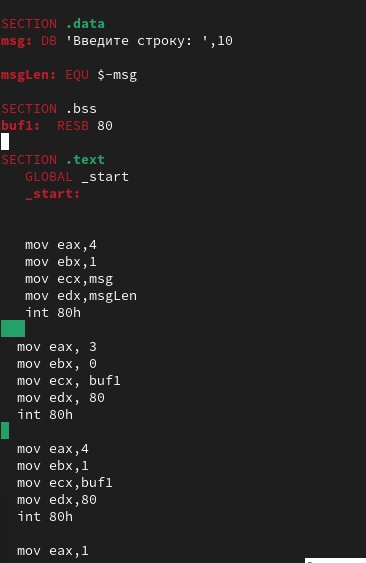 SECTION .data
msg: DB 'Введите строку: ',10
msgLen: EQU $-msg
SECTION .bss
buf1:  RESB 80
SECTION .text
GLOBAL _start
_start:
mov eax,4
mov ebx,1
mov ecx,msg
mov edx,msgLen
int 80h
mov eax, 3
mov ebx, 0
mov ecx, buf1
mov edx, 80
int 80h
mov eax,4
mov ebx,1
mov ecx,buf1
mov edx,80
int 80h
mov eax,1